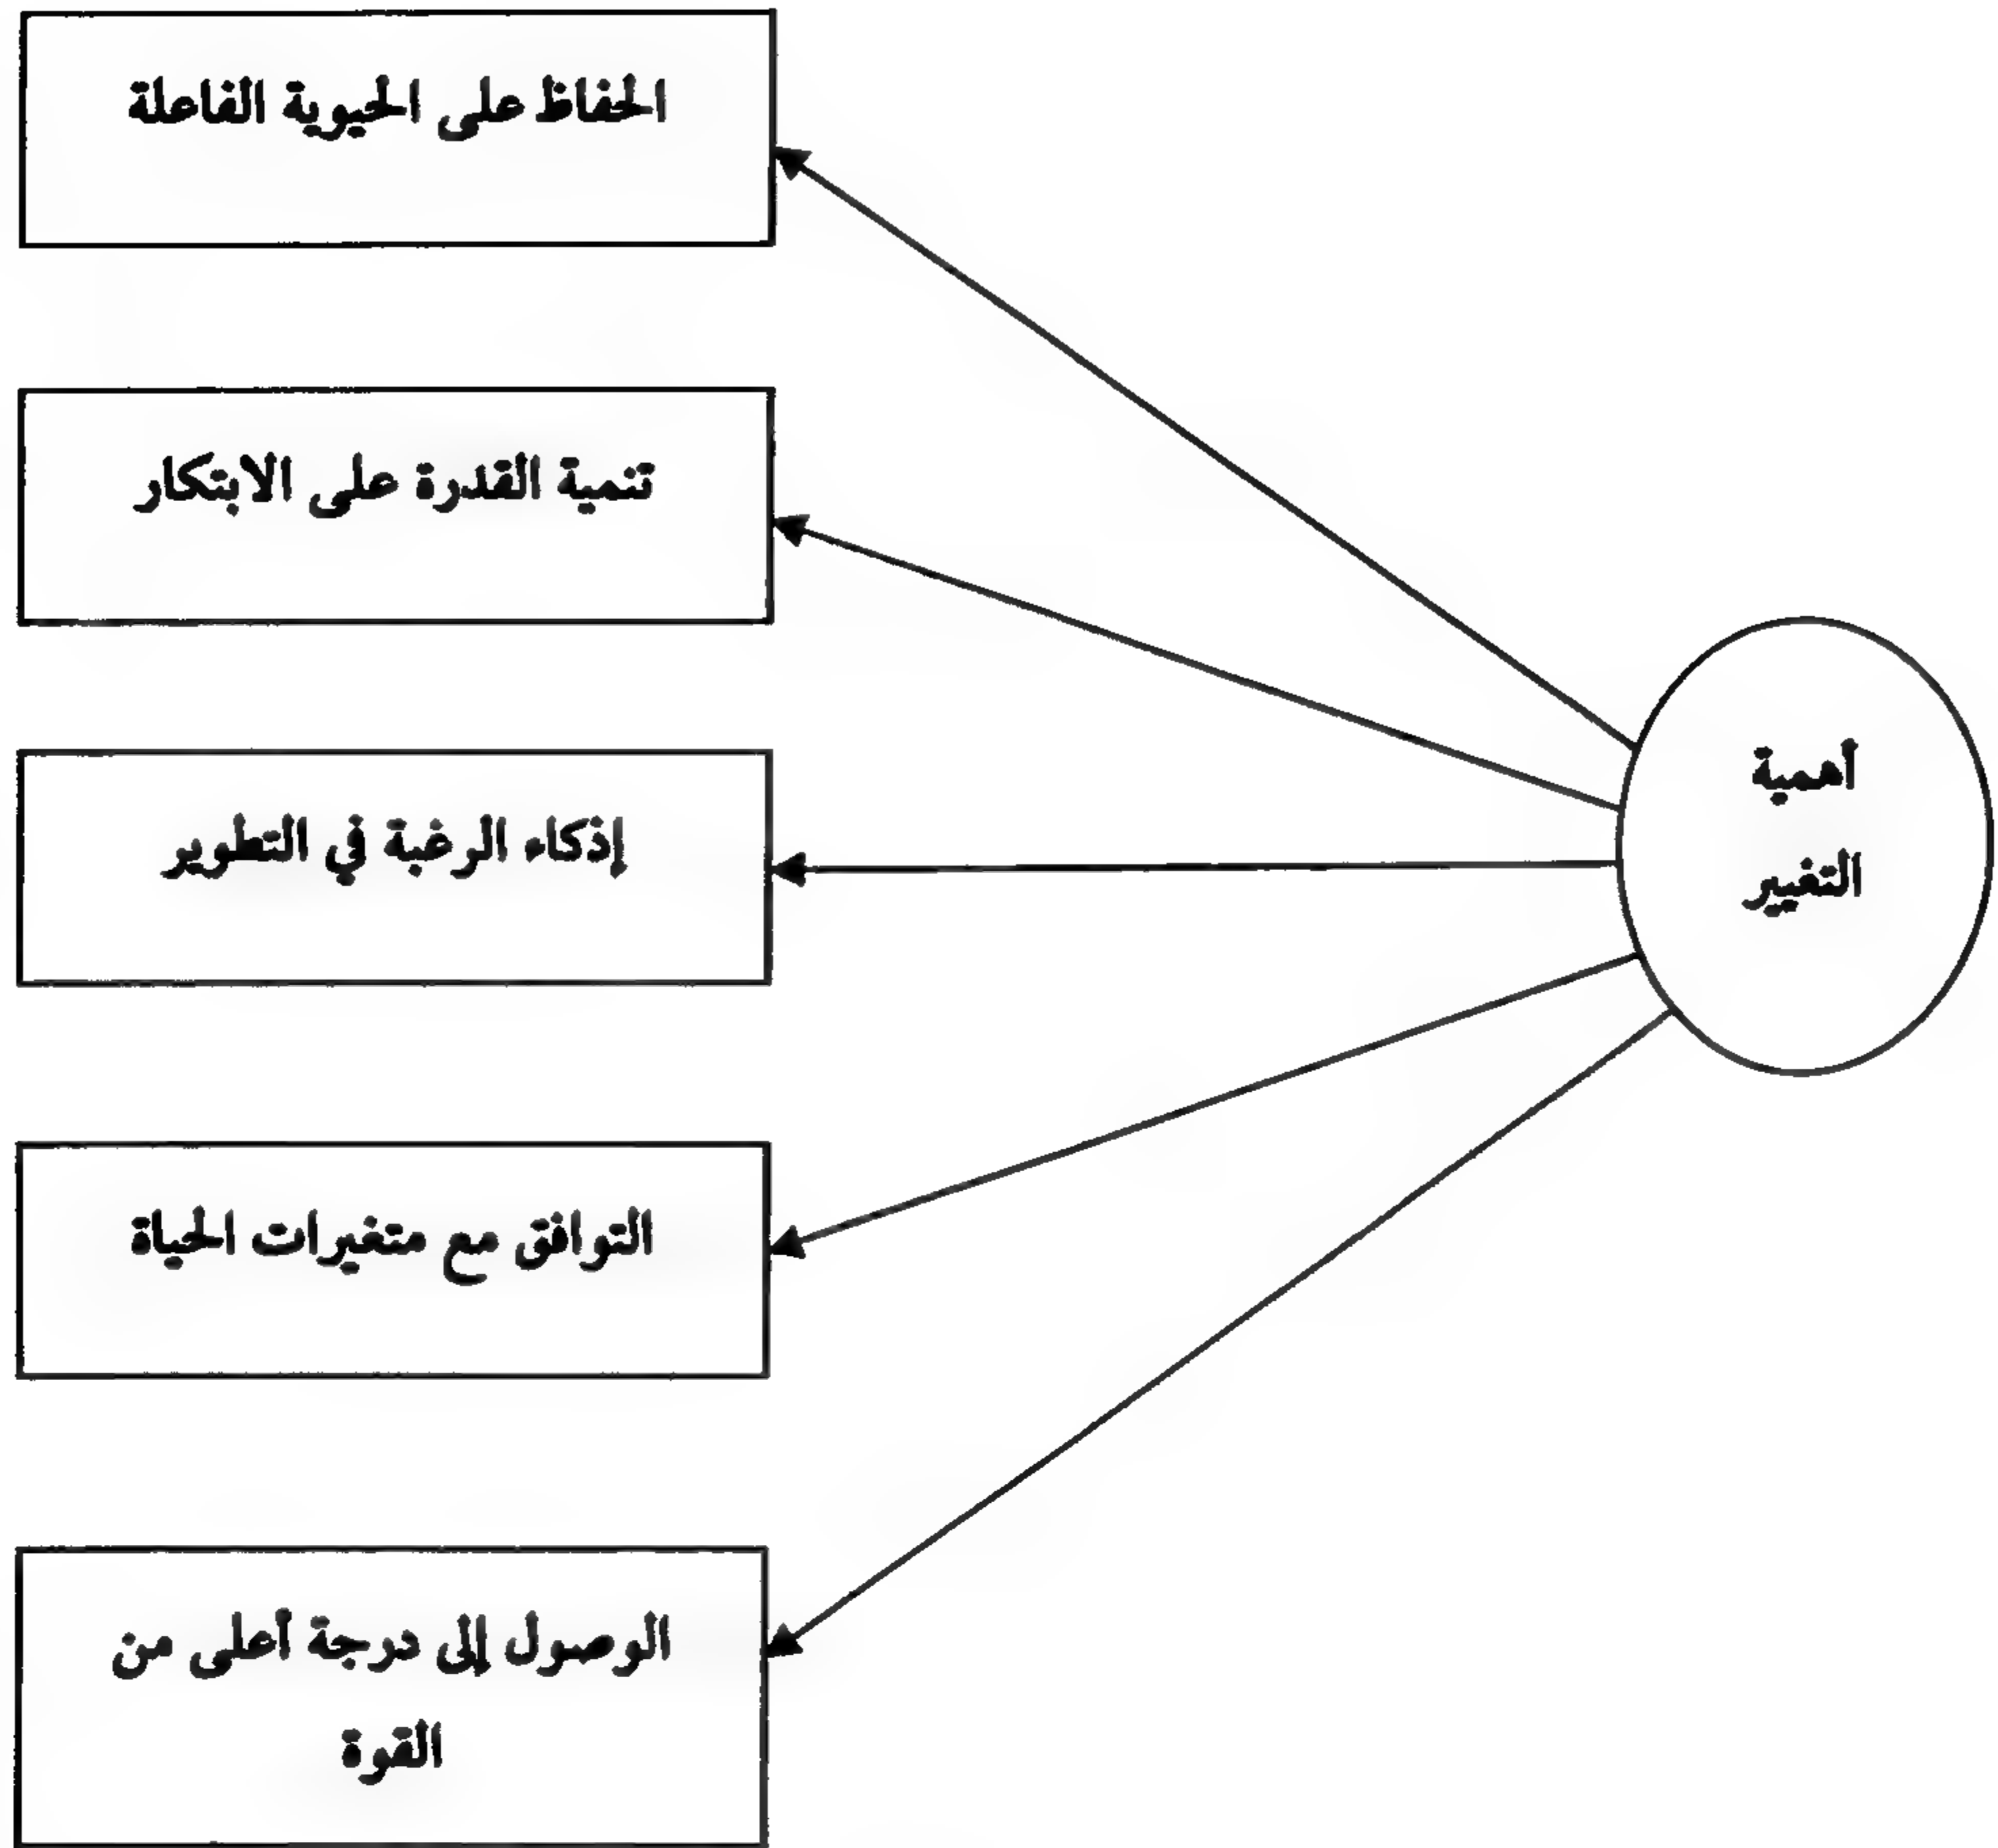 الحفاظ على الحيوية الفاعلة
تنمية القدرة على الابتكار
أهمية
التغيير
إذكاء الرغبة في التطوير
التوافق مع متغيرات الحياة
الوصول إلى درجة أعلى من
القوة